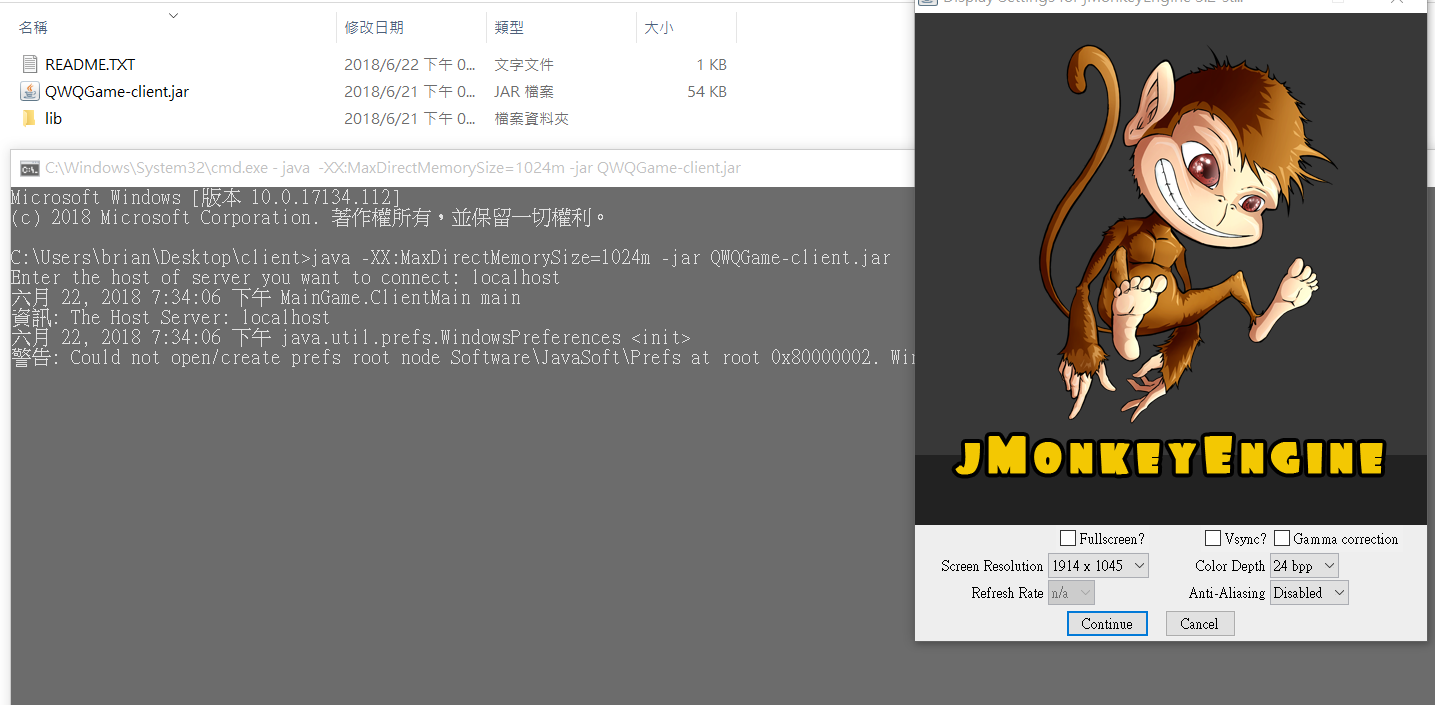 Display Settings for jMonkeyEngine 3.2-st...
名稱
修改日期
類型
大小
README.TXT
2018/6/22 下午 0...
文字文件
1 KB
QWQGame-client.jar
2018/6/21 下午 0...
JAR 檔案
54 KB
lib
2018/6/21 下午 0...
檔案資料夾
C:\Windows\System32\cmd.exe - java  -XX:MaxDirectMemorySize=1024m -jar QWQGame-client.jar
Microsoft Windows [版本 10.0.17134.112]
(c) 2018 Microsoft Corporation. 著作權所有，並保留一切權利。
C:\Users\brian\Desktop\client>java -XX:MaxDirectMemorySize=1024m -jar QWQGame-client.jar
Enter the host of server you want to connect: localhost
六月 22, 2018 7:34:06 下午 MainGame.ClientMain main
資訊: The Host Server: localhost
六月 22, 2018 7:34:06 下午 java.util.prefs.WindowsPreferences <init>
警告: Could not open/create prefs root node Software\JavaSoft\Prefs at root 0x80000002. Wi
jMonkeyEngine
Fullscreen?
Vsync?
Gamma correction
Screen Resolution
1914 x 1045
Color Depth
24 bpp
Refresh Rate
n/a
Anti-Aliasing
Disabled
Continue
Cancel